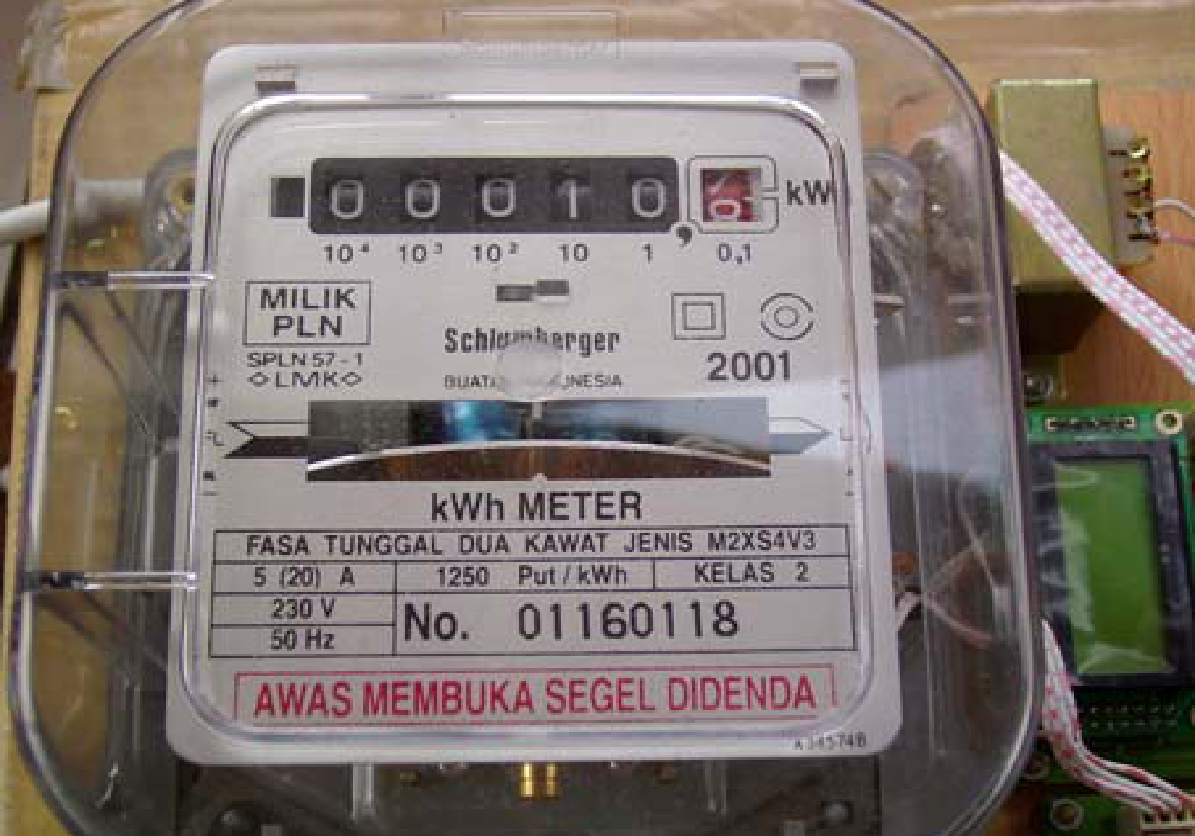 0 0 0 1 0
kW
10⁴ 10³ 10² 10 1 , 0,1
MILIK
PLN
SPLN 57-1
LMK
Schlumberger
2001
kWh METER
FASA TUNGGAL DUA KAWAT JENIS M2XS4V3
5 (20) A 1250 Put / kWh KELAS 2
230 V
50 Hz
No. 01160118
AWAS MEMBUKA SEGEL DIDENDA